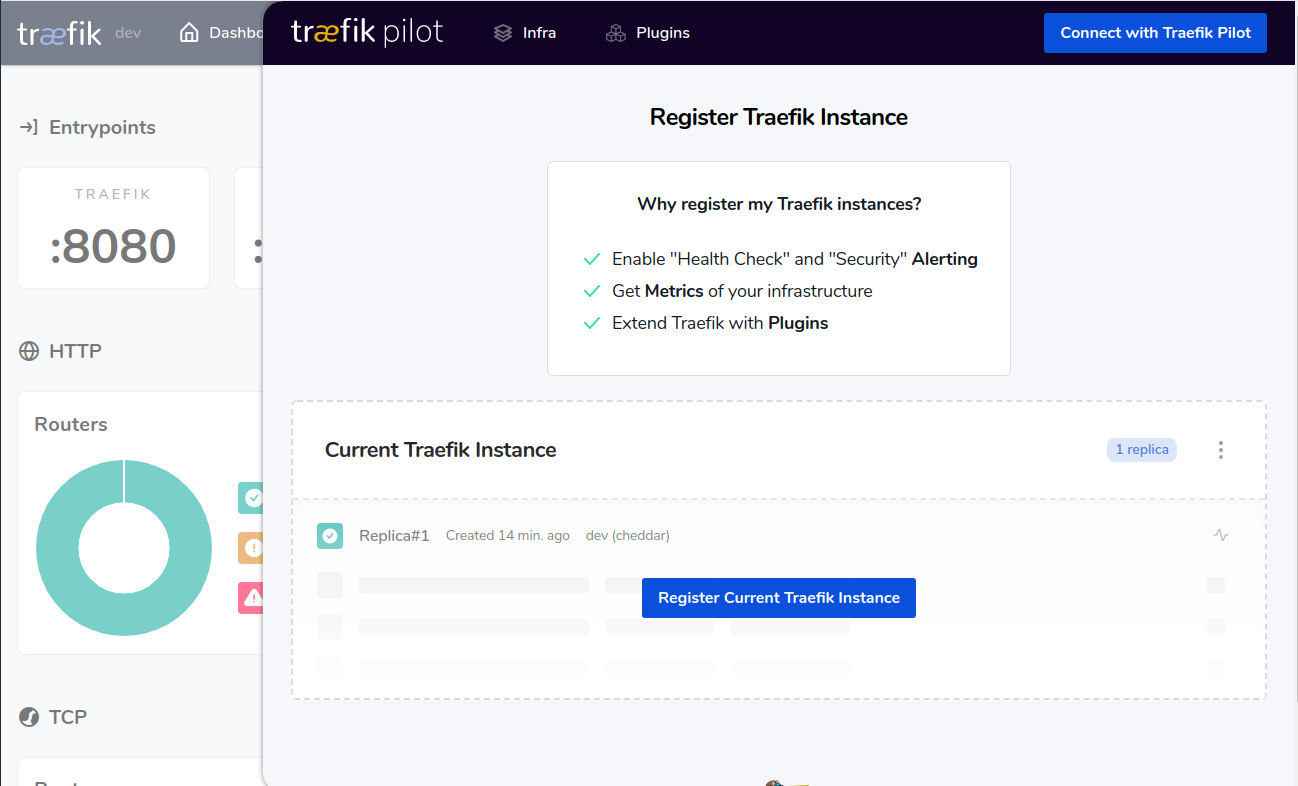 træfik dev Dashbo
træfik pilot Infra Plugins Connect with Traefik Pilot
Entrypoints
TRAEFIK
:8080
:
HTTP
Routers
TCP
Register Traefik Instance
Why register my Traefik instances?
Enable "Health Check" and "Security" Alerting
Get Metrics of your infrastructure
Extend Traefik with Plugins
Current Traefik Instance 1 replica
Replica#1 Created 14 min. ago dev (cheddar)
Register Current Traefik Instance